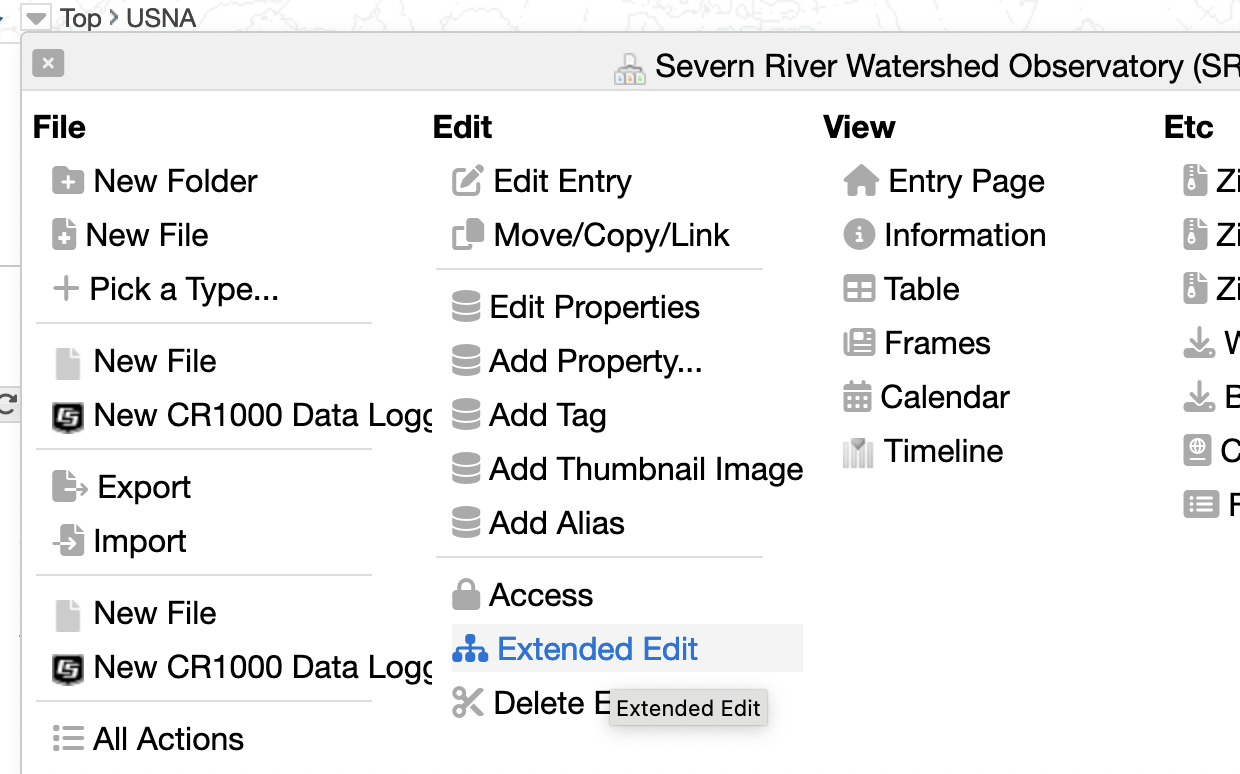 Top > USNA
Severn River Watershed Observatory (SR
File
New Folder
New File
Pick a Type...
New File
New CR1000 Data Logg
Export
Import
New File
New CR1000 Data Logg
All Actions
Edit
Edit Entry
Move/Copy/Link
Edit Properties
Add Property...
Add Tag
Add Thumbnail Image
Add Alias
Access
Extended Edit
Delete E
Extended Edit
View
Entry Page
Information
Table
Frames
Calendar
Timeline
Etc
Zi
Zi
Zi